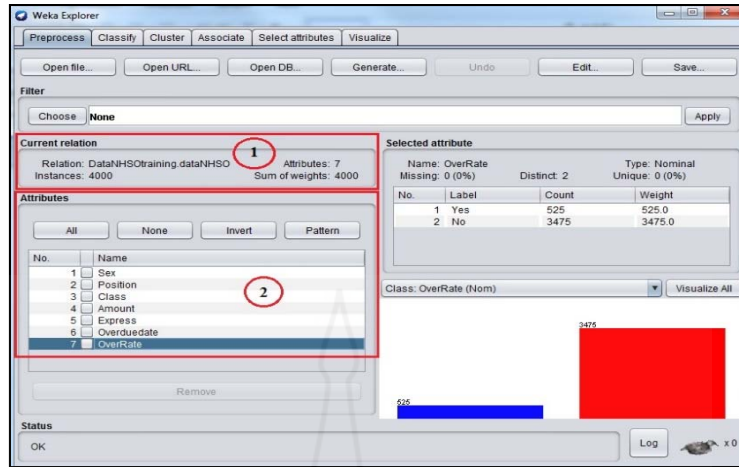 Weka Explorer
Preprocess Classify Cluster Associate Select attributes Visualize
Open file... Open URL... Open DB... Generate... Undo Edit... Save...
Filter
Choose None Apply
Current relation
Relation: DataNHSOtraining.dataNHSO Attributes: 7
Instances: 4000 Sum of weights: 4000
1
Attributes
All None Invert Pattern
No. Name
1 Sex
2 Position
3 Class
4 Amount
5 Express
6 Overduedate
7 OverRate
2
Remove
Selected attribute
Name: OverRate Type: Nominal
Missing: 0 (0%) Distinct: 2 Unique: 0 (0%)
No. Label Count Weight
1 Yes 525 525.0
2 No 3475 3475.0
Class: OverRate (Nom) Visualize All
3475
525
Status
OK
Log x 0